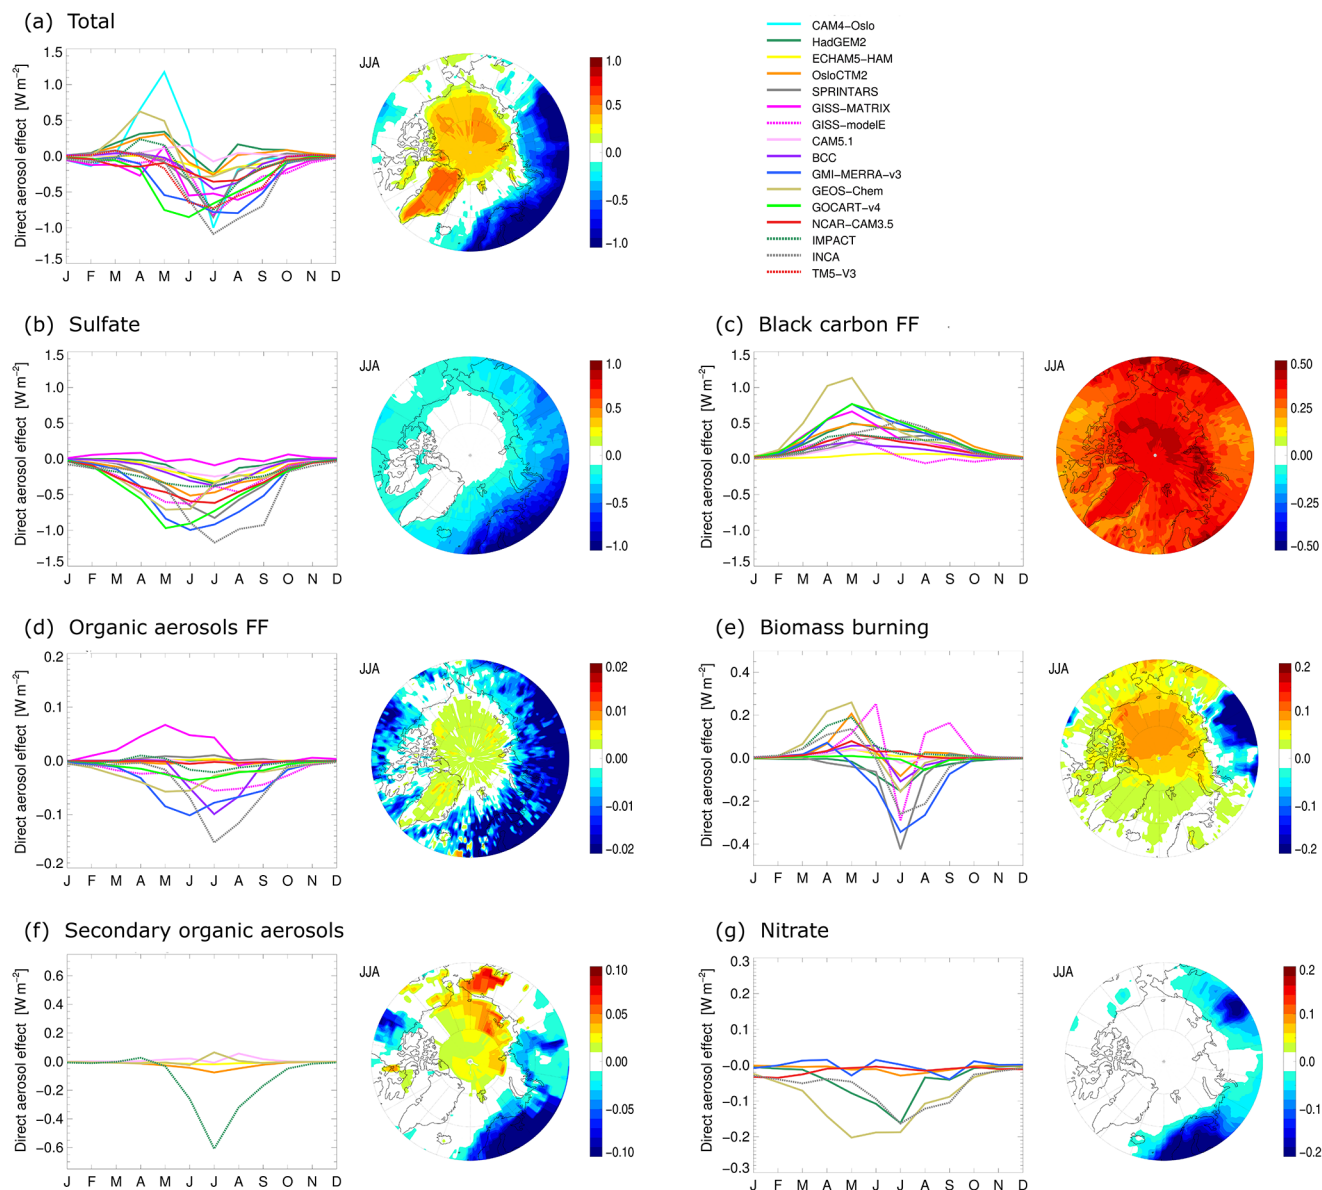 (a) Total
Direct aerosol effect [W m⁻²]
1.5
1.0
0.5
0.0
−0.5
−1.0
−1.5
J F M A M J J A S O N D
JJA
1.0
0.5
0.0
−0.5
−1.0
CAM4−Oslo
HadGEM2
ECHAM5−HAM
OsloCTM2
SPRINTARS
GISS−MATRIX
GISS−modelE
CAM5.1
BCC
GMI−MERRA−v3
GEOS−Chem
GOCART−v4
NCAR−CAM3.5
IMPACT
INCA
TM5−V3
(b) Sulfate
Direct aerosol effect [W m⁻²]
1.5
1.0
0.5
0.0
−0.5
−1.0
−1.5
J F M A M J J A S O N D
JJA
1.0
0.5
0.0
−0.5
−1.0
(c) Black carbon FF
Direct aerosol effect [W m⁻²]
1.5
1.0
0.5
0.0
−0.5
−1.0
−1.5
J F M A M J J A S O N D
JJA
0.50
0.25
0.00
−0.25
−0.50
(d) Organic aerosols FF
Direct aerosol effect [W m⁻²]
0.2
0.1
−0.0
−0.1
−0.2
J F M A M J J A S O N D
JJA
0.02
0.01
0.00
−0.01
−0.02
(e) Biomass burning
Direct aerosol effect [W m⁻²]
0.4
0.2
0.0
−0.2
−0.4
J F M A M J J A S O N D
JJA
0.2
0.1
0.0
−0.1
−0.2
(f) Secondary organic aerosols
Direct aerosol effect [W m⁻²]
0.6
0.4
0.2
0.0
−0.2
−0.4
−0.6
J F M A M J J A S O N D
JJA
0.10
0.05
0.00
−0.05
−0.10
(g) Nitrate
Direct aerosol effect [W m⁻²]
0.3
0.2
0.1
−0.0
−0.1
−0.2
−0.3
J F M A M J J A S O N D
JJA
0.2
0.1
0.0
−0.1
−0.2